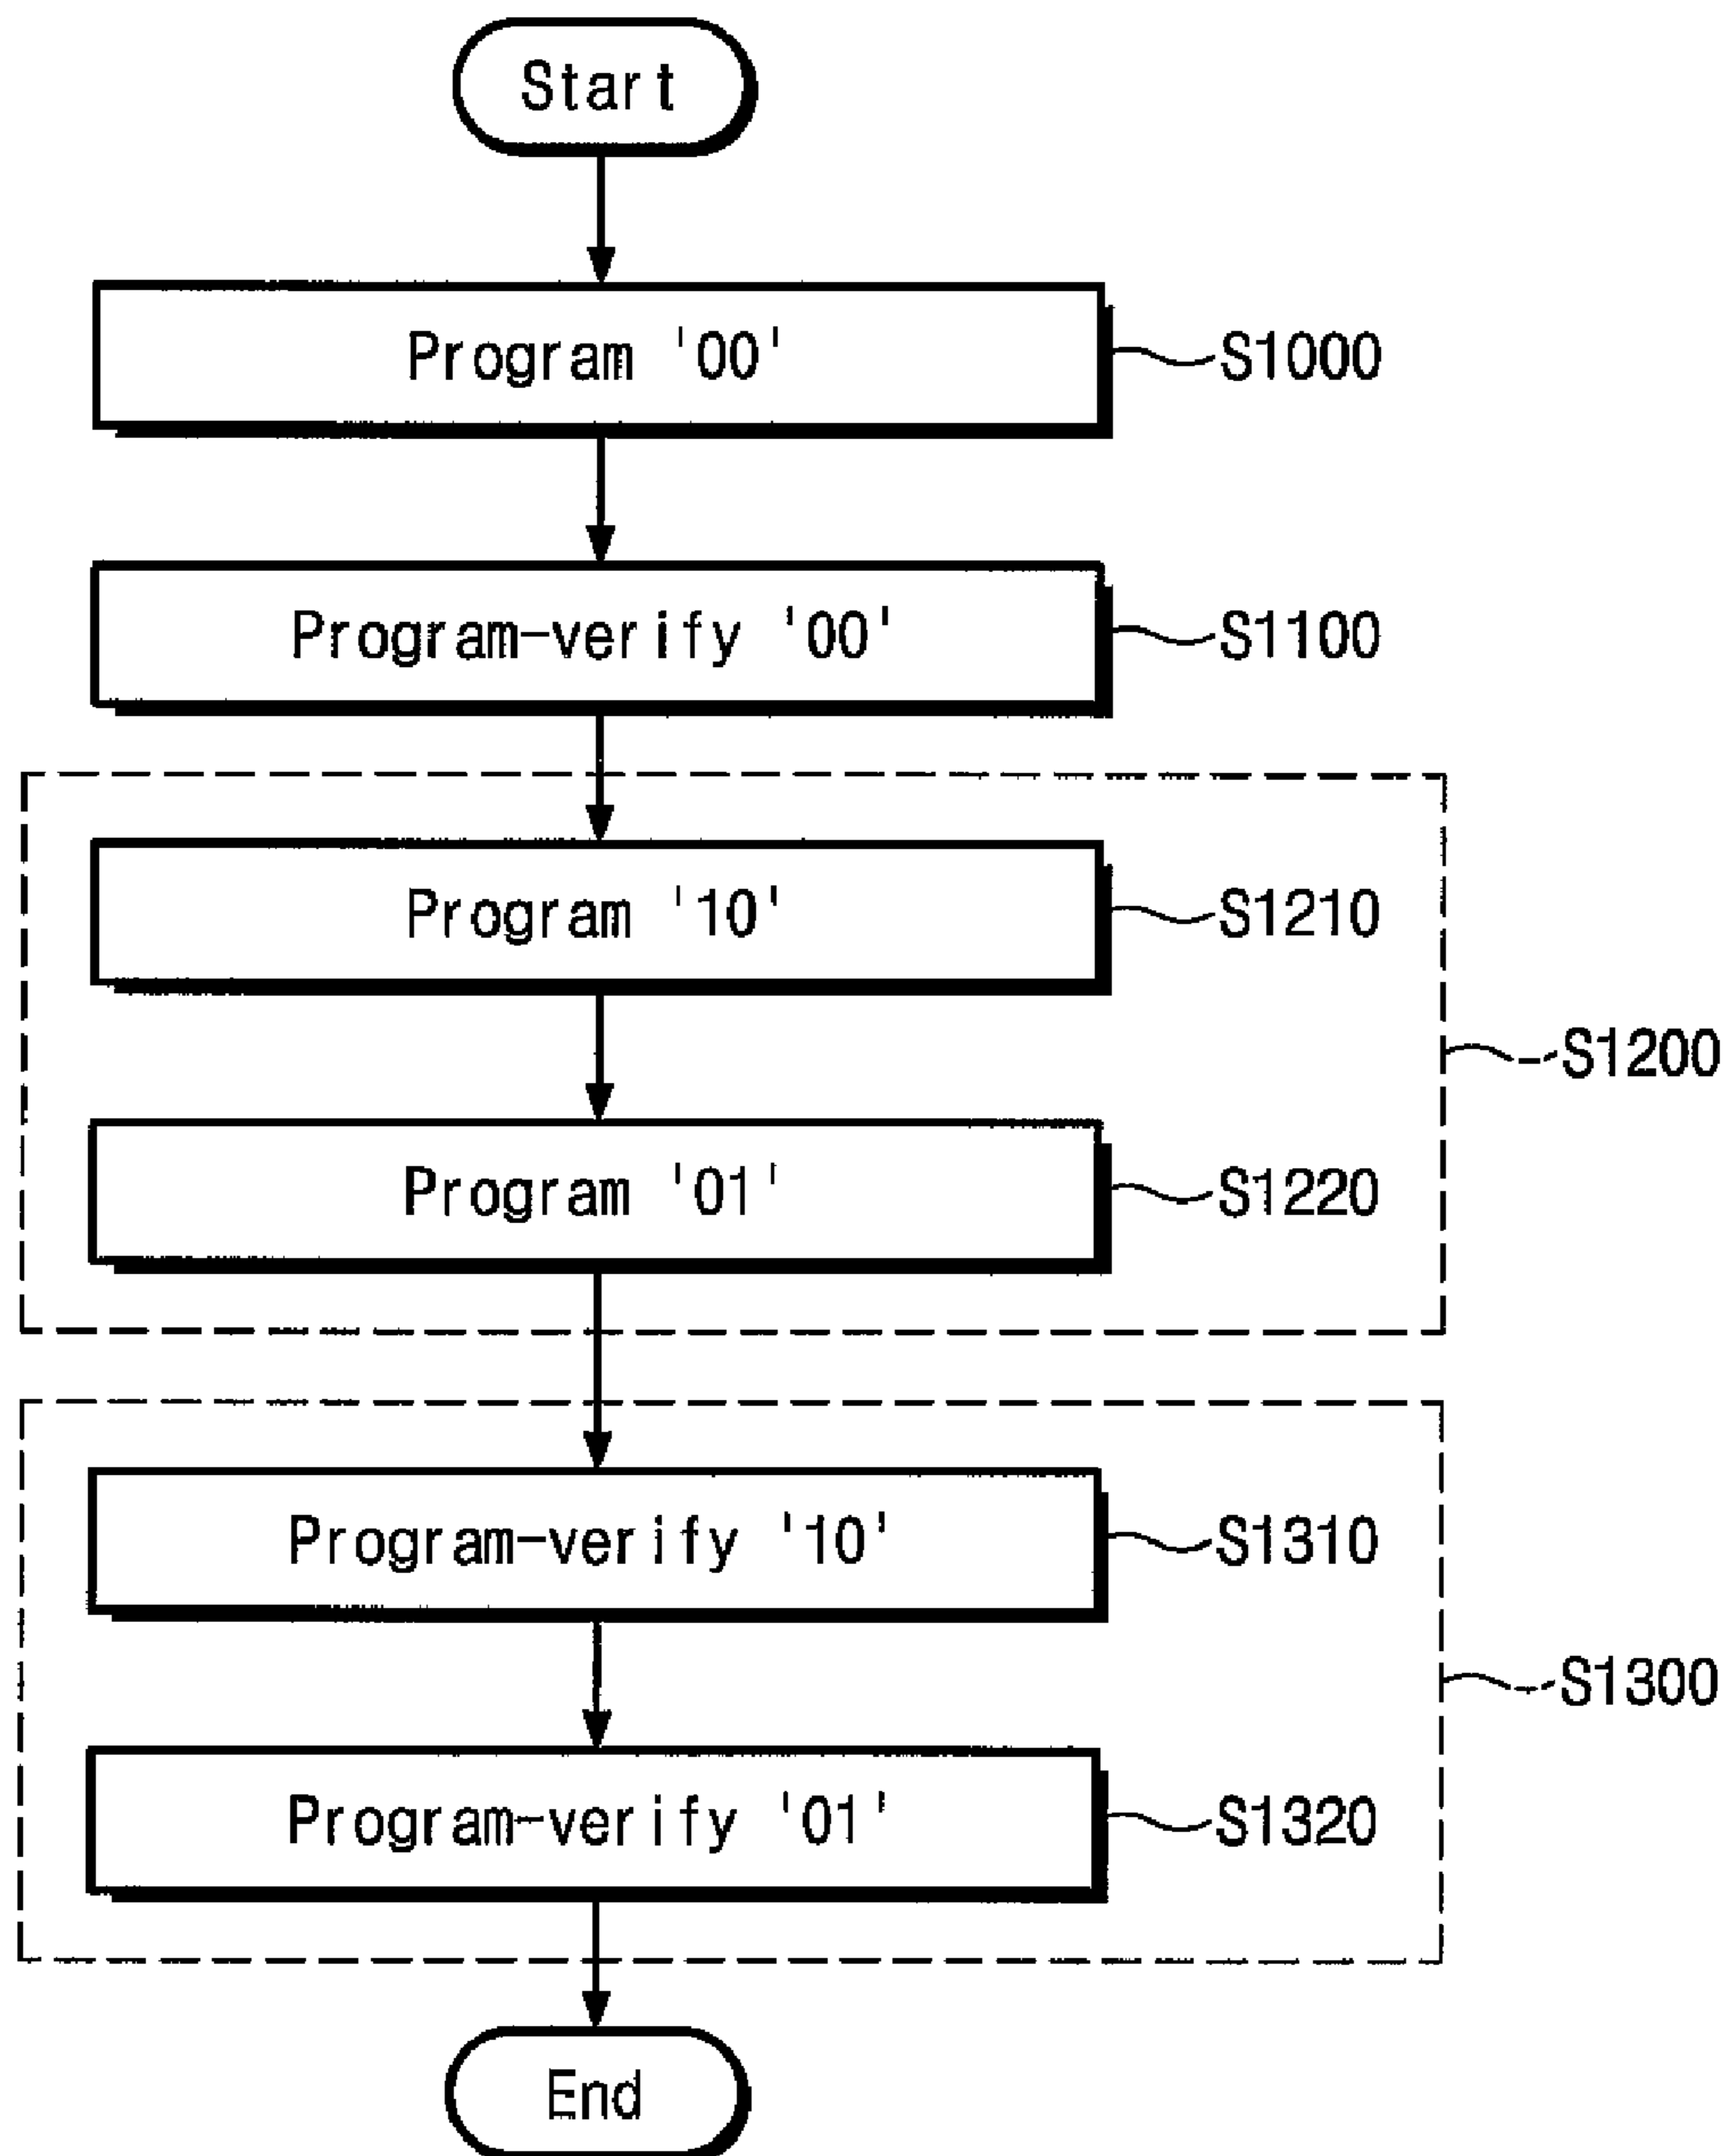 Start
Program '00'
S1000
Program-verify '00'
S1100
Program '10'
S1210
S1200
Program '01'
S1220
Program-verify '10'
S1310
S1300
Program-verify '01'
S1320
End